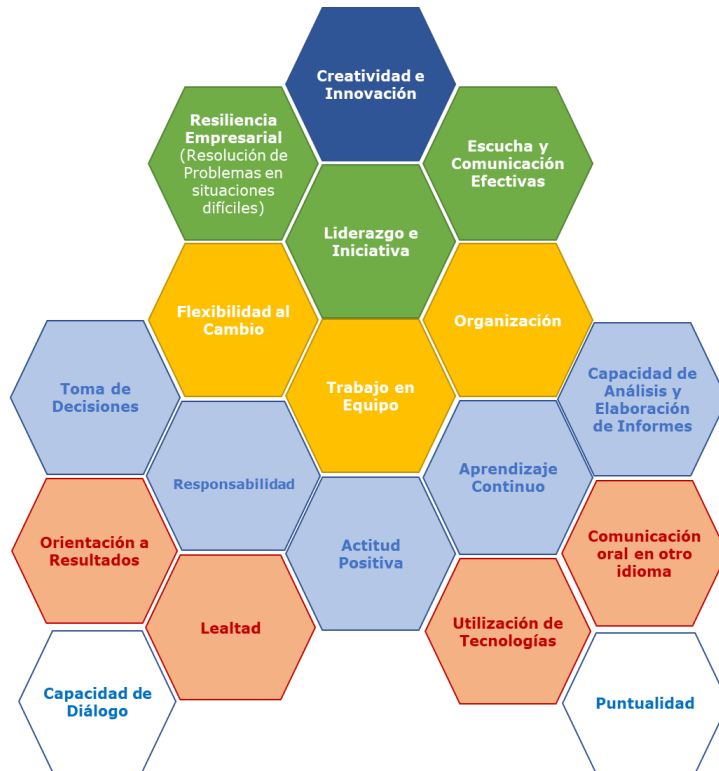 Creatividad e
Innovación
Resiliencia
Empresarial
(Resolución de
Problemas en
situaciones
difíciles)
Escucha y
Comunicación
Efectivas
Liderazgo e
Iniciativa
Flexibilidad al
Cambio
Organización
Trabajo en
Equipo
Toma de
Decisiones
Capacidad de
Análisis y
Elaboración
de Informes
Responsabilidad
Aprendizaje
Continuo
Actitud
Positiva
Orientación a
Resultados
Comunicación
oral en otro
idioma
Lealtad
Utilización de
Tecnologías
Capacidad de
Diálogo
Puntualidad